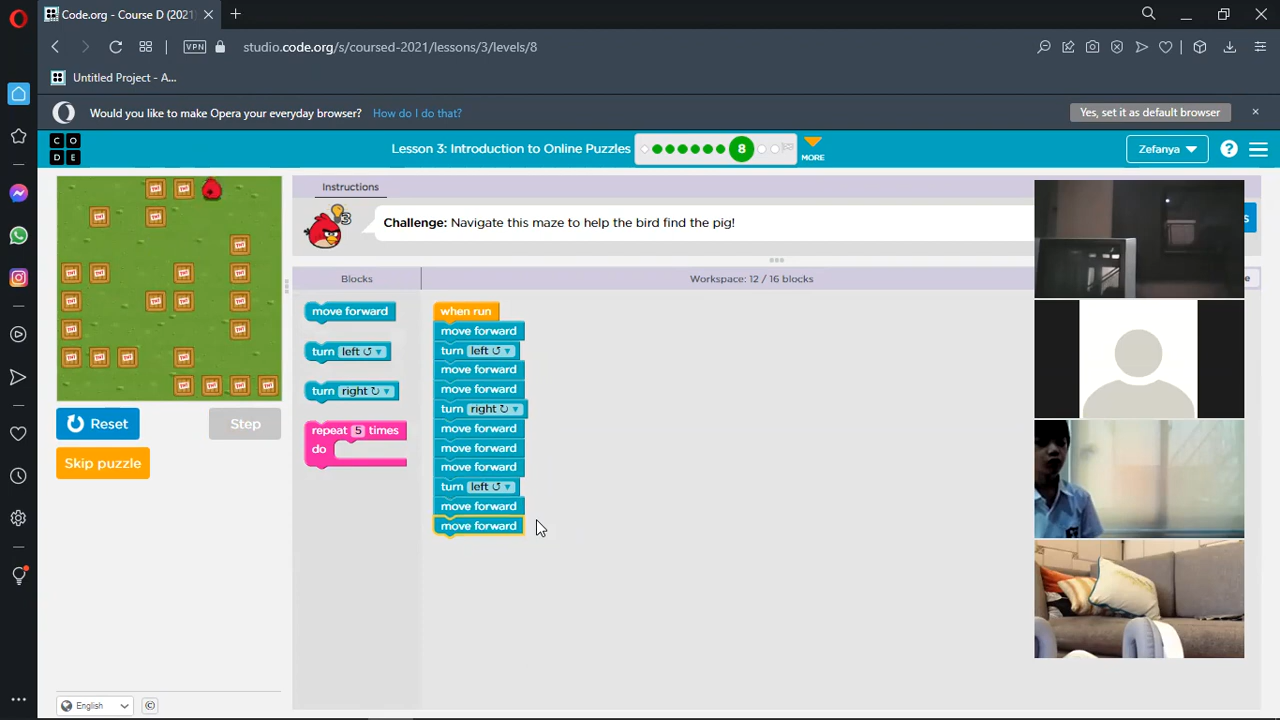 Code.org - Course D (2021)
VPN
studio.code.org/s/coursed-2021/lessons/3/levels/8
Untitled Project - A...
Would you like to make Opera your everyday browser? How do I do that?
Yes, set it as default browser
C O
D E
Lesson 3: Introduction to Online Puzzles
8
MORE
Zefanya
?
Instructions
3
Challenge: Navigate this maze to help the bird find the pig!
s
Blocks
Workspace: 12 / 16 blocks
e
move forward
turn left
turn right
repeat 5 times
do
when run
move forward
turn left
move forward
move forward
turn right
move forward
move forward
move forward
turn left
move forward
move forward
Reset
Step
Skip puzzle
English
©